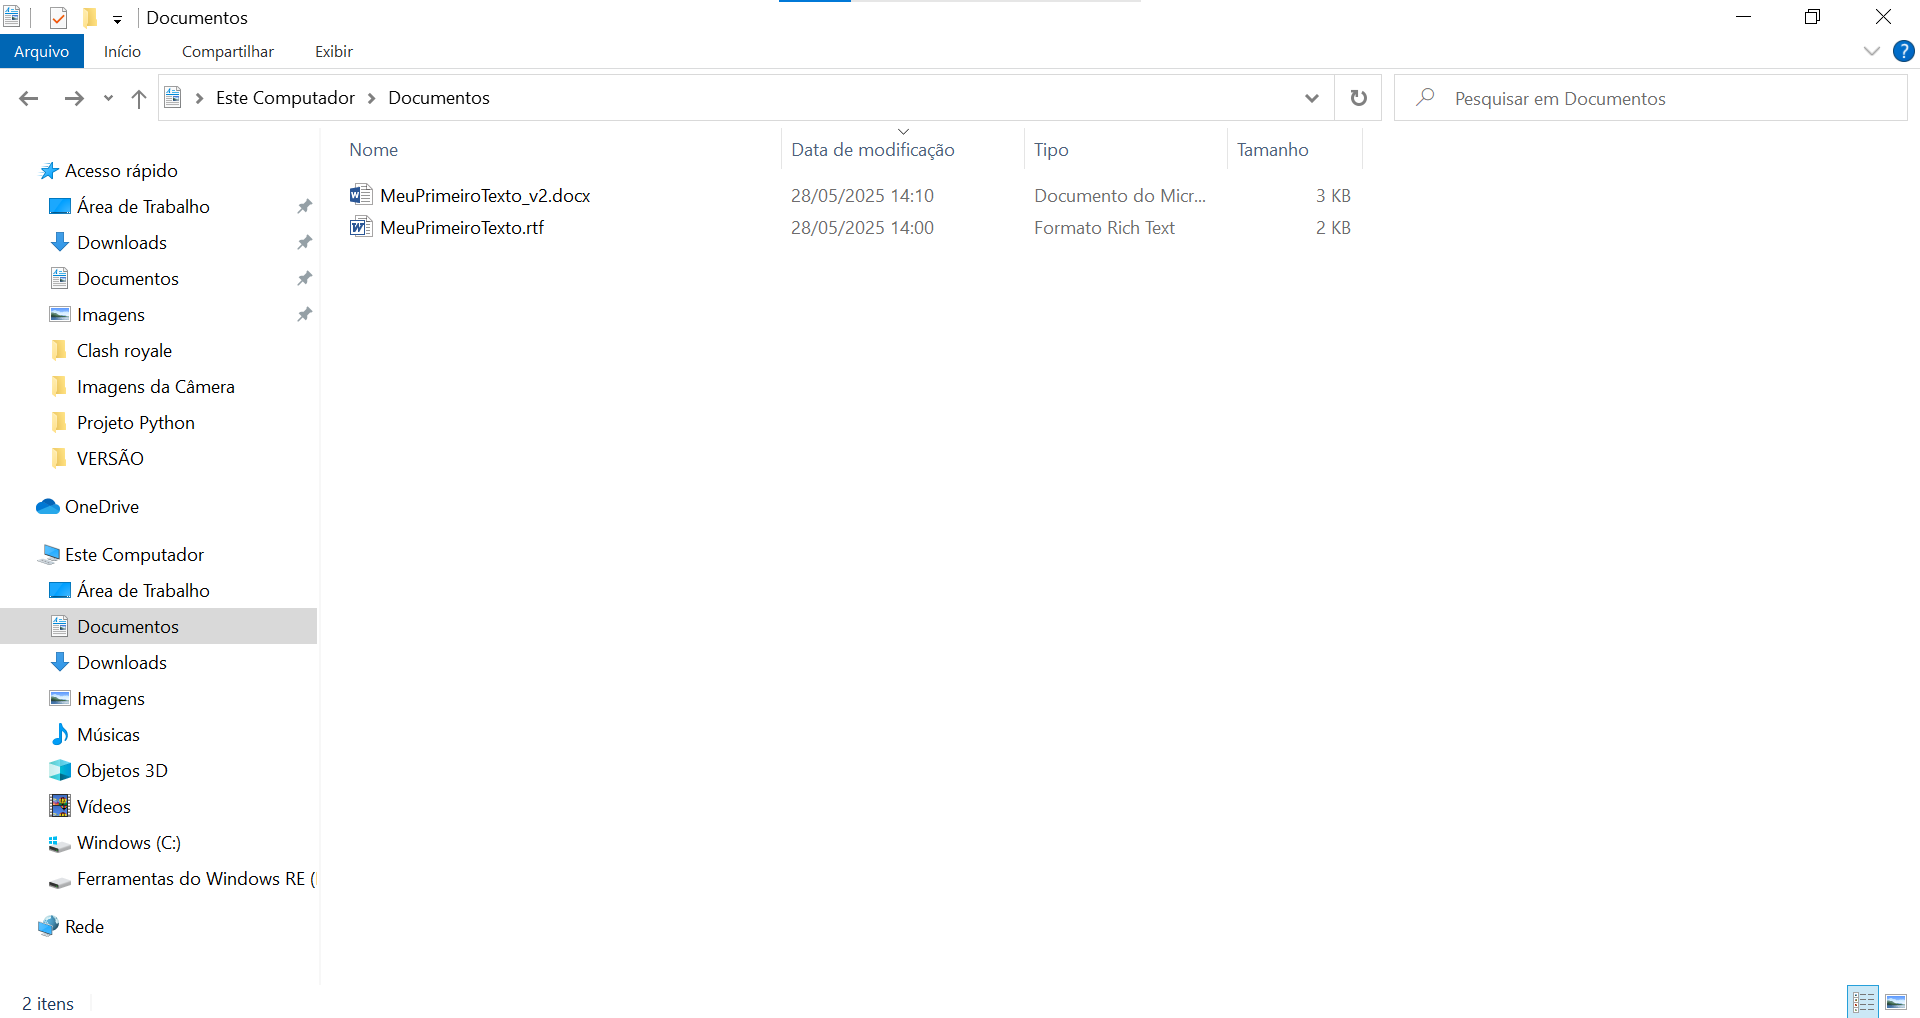 Documentos
Arquivo Início Compartilhar Exibir
Este Computador Documentos
Pesquisar em Documentos
Nome Data de modificação Tipo Tamanho
MeuPrimeiroTexto_v2.docx 28/05/2025 14:10 Documento do Micr... 3 KB
MeuPrimeiroTexto.rtf 28/05/2025 14:00 Formato Rich Text 2 KB
Acesso rápido
Área de Trabalho
Downloads
Documentos
Imagens
Clash royale
Imagens da Câmera
Projeto Python
VERSÃO
OneDrive
Este Computador
Área de Trabalho
Documentos
Downloads
Imagens
Músicas
Objetos 3D
Vídeos
Windows (C:)
Ferramentas do Windows RE (
Rede
2 itens